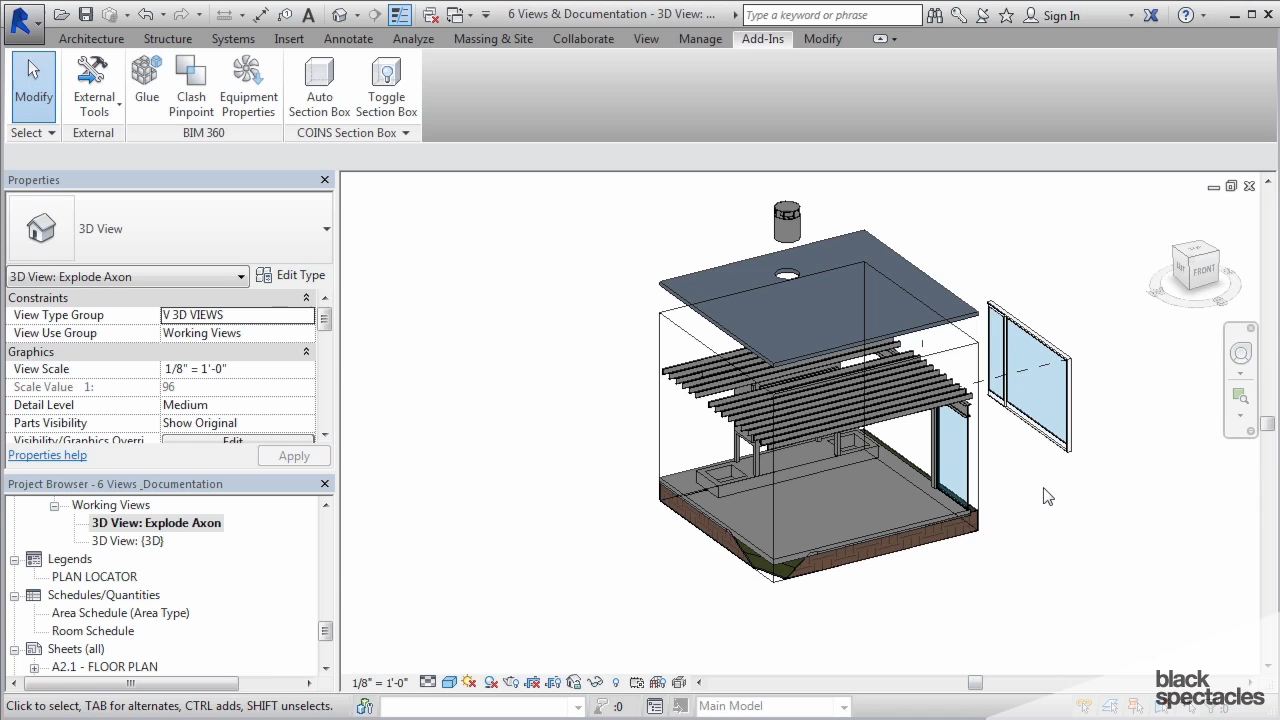 6 Views & Documentation - 3D View: ...
Type a keyword or phrase
Sign In
Architecture Structure Systems Insert Annotate Analyze Massing & Site Collaborate View Manage Add-Ins Modify
Modify
External Tools
Glue
Clash Pinpoint
Equipment Properties
Auto Section Box
Toggle Section Box
Select
External
BIM 360
COINS Section Box
Properties
3D View
3D View: Explode Axon
Edit Type
Constraints
View Type Group V 3D VIEWS
View Use Group Working Views
Graphics
View Scale 1/8" = 1'-0"
Scale Value 1: 96
Detail Level Medium
Parts Visibility Show Original
Visibility/Graphics Overri Edit
Properties help
Apply
Project Browser - 6 Views _Documentation
Working Views
3D View: Explode Axon
3D View: {3D}
Legends
PLAN LOCATOR
Schedules/Quantities
Area Schedule (Area Type)
Room Schedule
Sheets (all)
A2.1 - FLOOR PLAN
FRONT
1/8" = 1'-0"
Click to select, TAB for alternates, CTRL adds, SHIFT unselects.
:0
Main Model
:0
black
spectacles